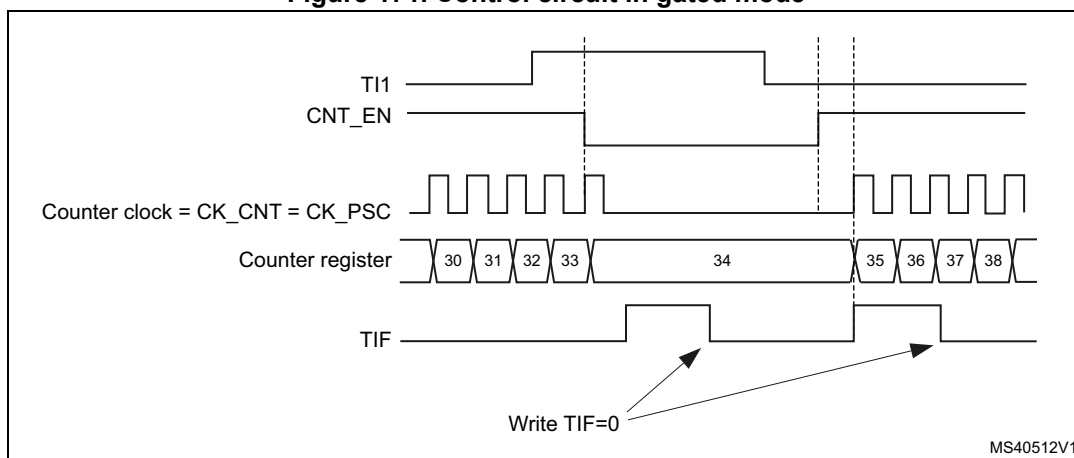 Figure 171. Control circuit in gated mode
TI1
CNT_EN
Counter clock = CK_CNT = CK_PSC
Counter register
30 31 32 33 34 35 36 37 38
TIF
Write TIF=0
MS40512V1